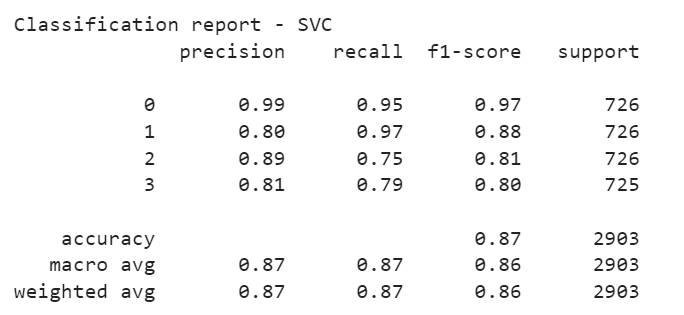 Classification report - SVC
precision recall f1-score support
0 0.99 0.95 0.97 726
1 0.80 0.97 0.88 726
2 0.89 0.75 0.81 726
3 0.81 0.79 0.80 725
accuracy 0.87 2903
macro avg 0.87 0.87 0.86 2903
weighted avg 0.87 0.87 0.86 2903